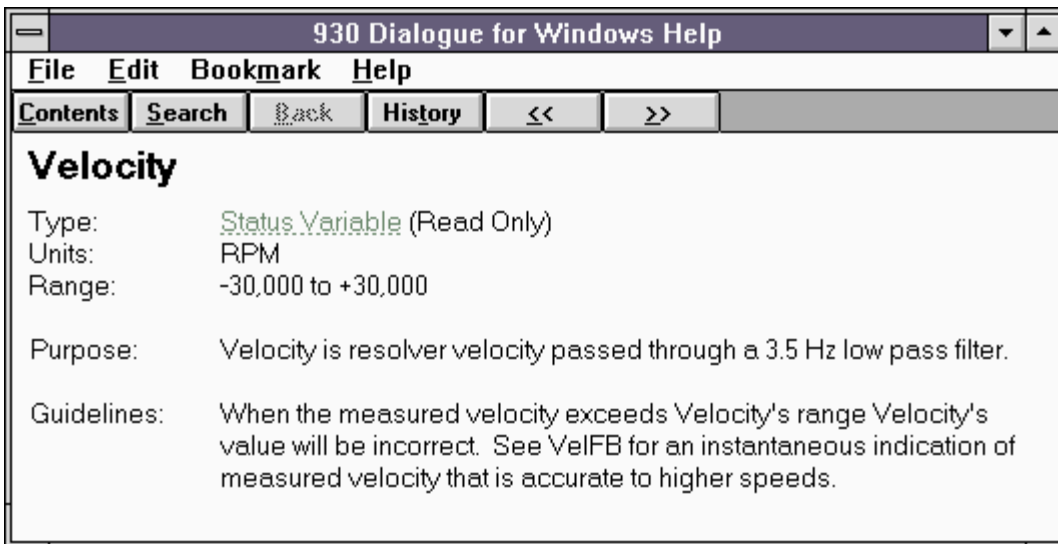 930 Dialogue for Windows Help
File Edit Bookmark Help
Contents Search Back History << >>
Velocity
Type: Status Variable (Read Only)
Units: RPM
Range: -30,000 to +30,000
Purpose: Velocity is resolver velocity passed through a 3.5 Hz low pass filter.
Guidelines: When the measured velocity exceeds Velocity's range Velocity's
value will be incorrect. See VelFB for an instantaneous indication of
measured velocity that is accurate to higher speeds.